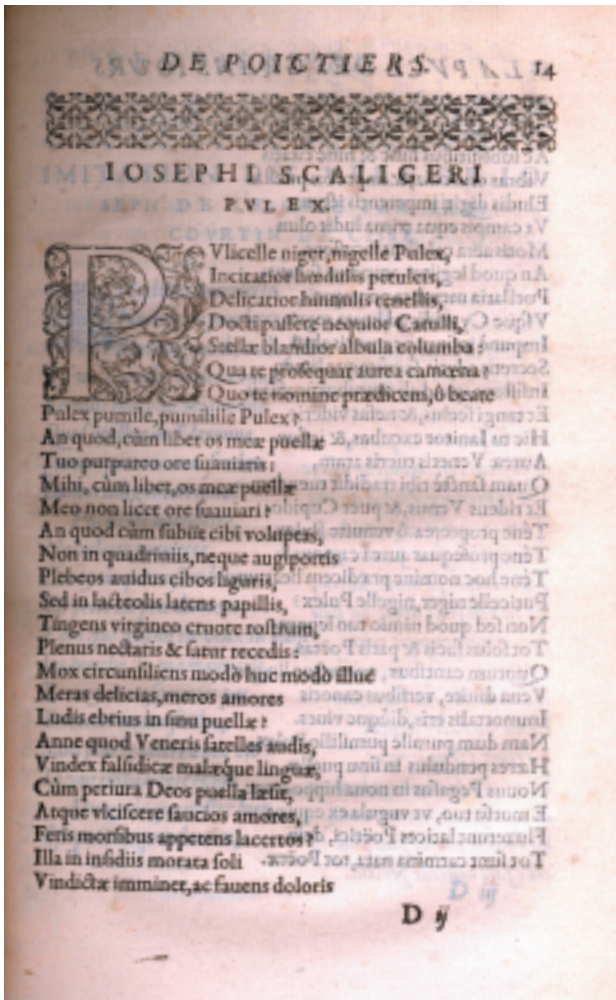 DE POICTIERS. 14
IOSEPHI SCALIGERI
PVLEX.
PVlicelle niger, nigelle Pulex,
Incitatior hœdulis petulcis,
Delicatior hinnulis tenellis,
Docti passere nequior Catulli,
Stellæ blandior albula columba:
Qua te prosequar aurea camœna?
Quo te nomine prædicem, ô beate
Pulex pumile, pumilille Pulex?
An quod, cùm libet os meæ puellæ
Tuo purpureo ore suauiaris:
Mihi, cùm libet, os meæ puellæ
Meo non licet ore suauiari?
An quod cùm subiit cibi voluptas,
Non in quadriuiis, neque angiportis
Plebeos auidus cibos liguris,
Sed in lacteolis latens papillis,
Tingens virgineo cruore rostrum,
Plenus nectaris & satur recedis?
Mox circunsiliens modò huc modò illuc
Meras delicias, meros amores
Ludis ebrius in sinu puellæ?
Anne quod Veneris satelles audis,
Vindex falsidicæ malæque linguæ,
Cùm periura Deos puella læsit,
Atque vlciscere saucios amores,
Feris morsibus appetens lacertos?
Illa in insidiis morata soli
Vindictæ imminet, ac fauens doloris
D ij